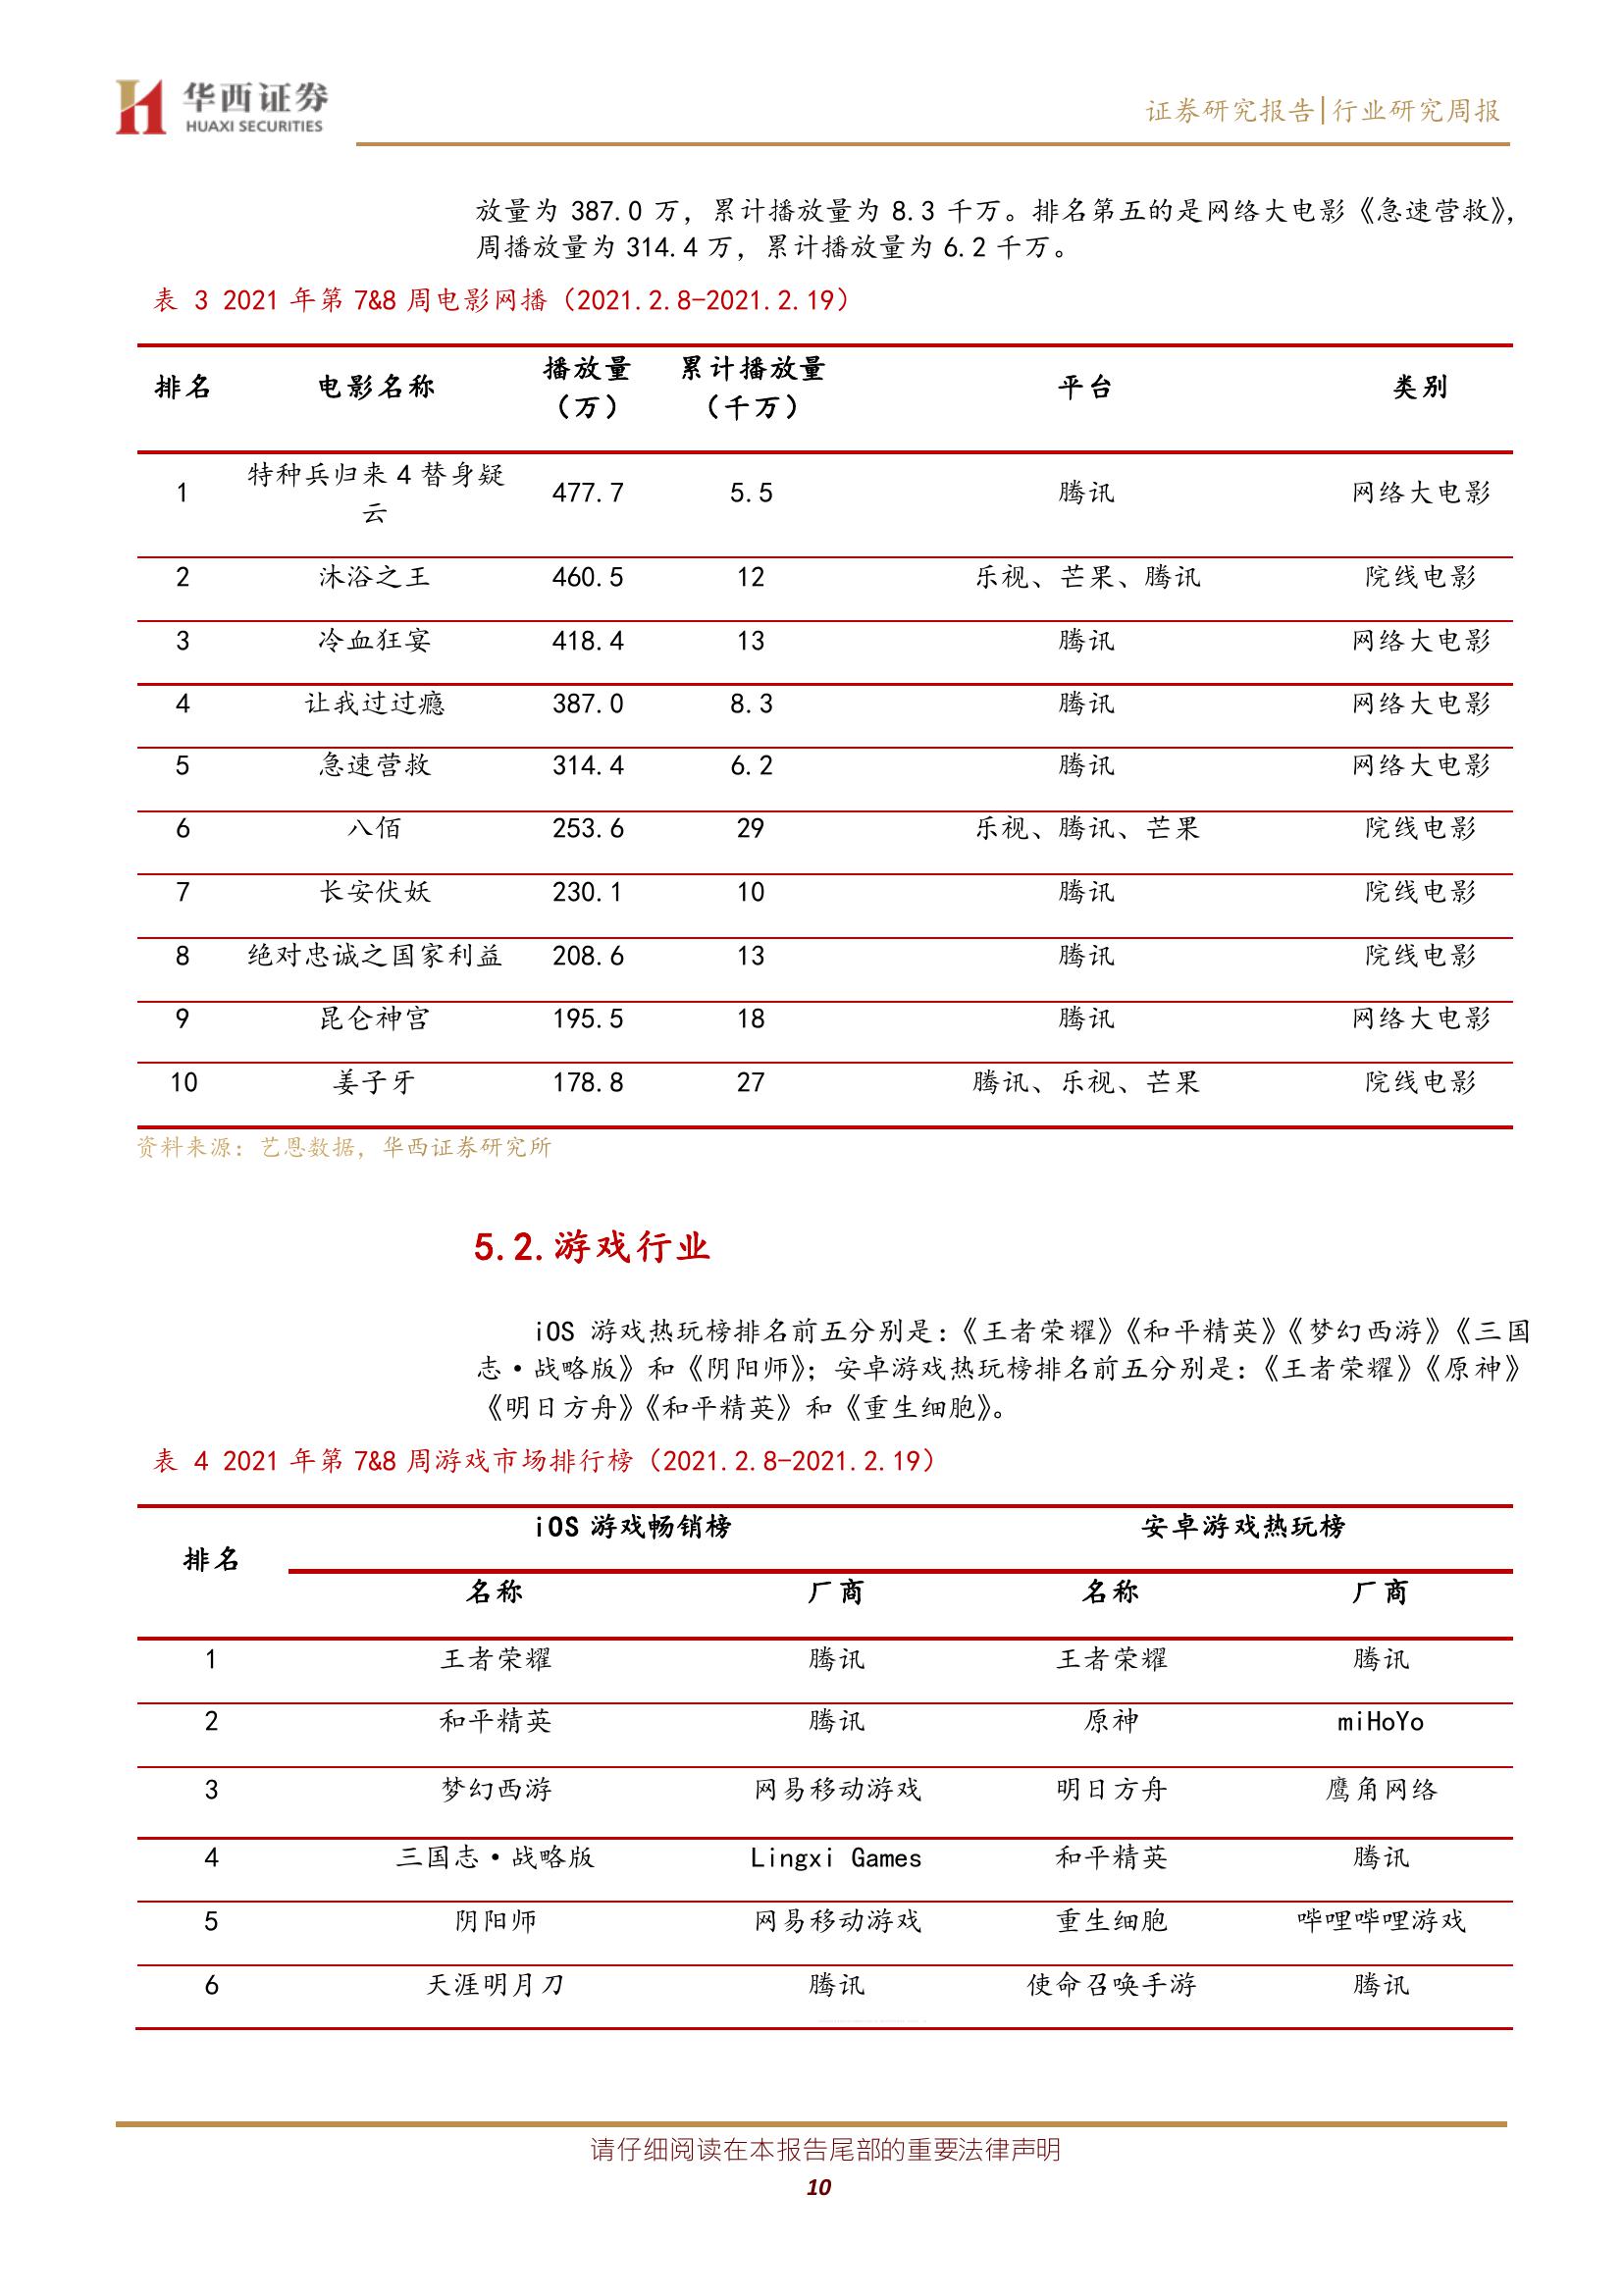 华西证券
HUAXI SECURITIES
证券研究报告|行业研究周报
放量为 387.0 万，累计播放量为 8.3 千万。排名第五的是网络大电影《急速营救》，
周播放量为 314.4 万，累计播放量为 6.2 千万。
表 3 2021 年第 7&8 周电影网播（2021.2.8-2021.2.19）
排名 电影名称 播放量（万） 累计播放量（千万） 平台 类别
1 特种兵归来 4 替身疑云 477.7 5.5 腾讯 网络大电影
2 沐浴之王 460.5 12 乐视、芒果、腾讯 院线电影
3 冷血狂宴 418.4 13 腾讯 网络大电影
4 让我过过瘾 387.0 8.3 腾讯 网络大电影
5 急速营救 314.4 6.2 腾讯 网络大电影
6 八佰 253.6 29 乐视、腾讯、芒果 院线电影
7 长安伏妖 230.1 10 腾讯 院线电影
8 绝对忠诚之国家利益 208.6 13 腾讯 院线电影
9 昆仑神宫 195.5 18 腾讯 网络大电影
10 姜子牙 178.8 27 腾讯、乐视、芒果 院线电影
资料来源：艺恩数据，华西证券研究所
5.2.游戏行业
iOS 游戏热玩榜排名前五分别是：《王者荣耀》《和平精英》《梦幻西游》《三国
志·战略版》和《阴阳师》；安卓游戏热玩榜排名前五分别是：《王者荣耀》《原神》
《明日方舟》《和平精英》和《重生细胞》。
表 4 2021 年第 7&8 周游戏市场排行榜（2021.2.8-2021.2.19）
排名 iOS 游戏畅销榜 安卓游戏热玩榜
名称 厂商 名称 厂商
1 王者荣耀 腾讯 王者荣耀 腾讯
2 和平精英 腾讯 原神 miHoYo
3 梦幻西游 网易移动游戏 明日方舟 鹰角网络
4 三国志·战略版 Lingxi Games 和平精英 腾讯
5 阴阳师 网易移动游戏 重生细胞 哔哩哔哩游戏
6 天涯明月刀 腾讯 使命召唤手游 腾讯
请仔细阅读在本报告尾部的重要法律声明
10